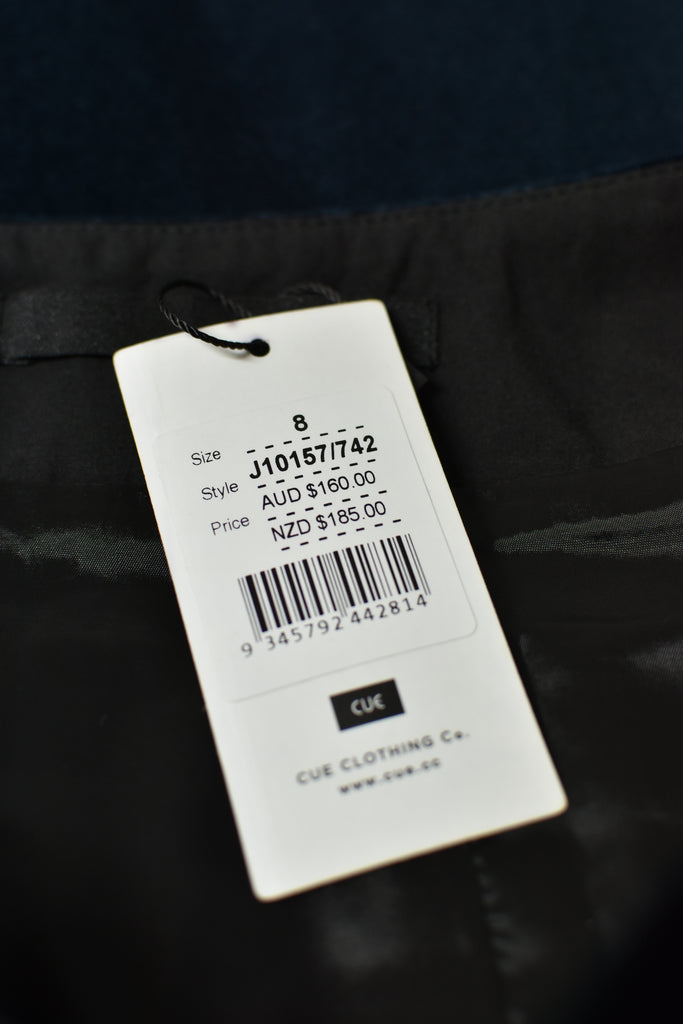 Size 8
Style J10157/742
Price AUD $160.00
NZD $185.00
9 345792 442814
CUE
CUE CLOTHING Co.
www.cue.cc